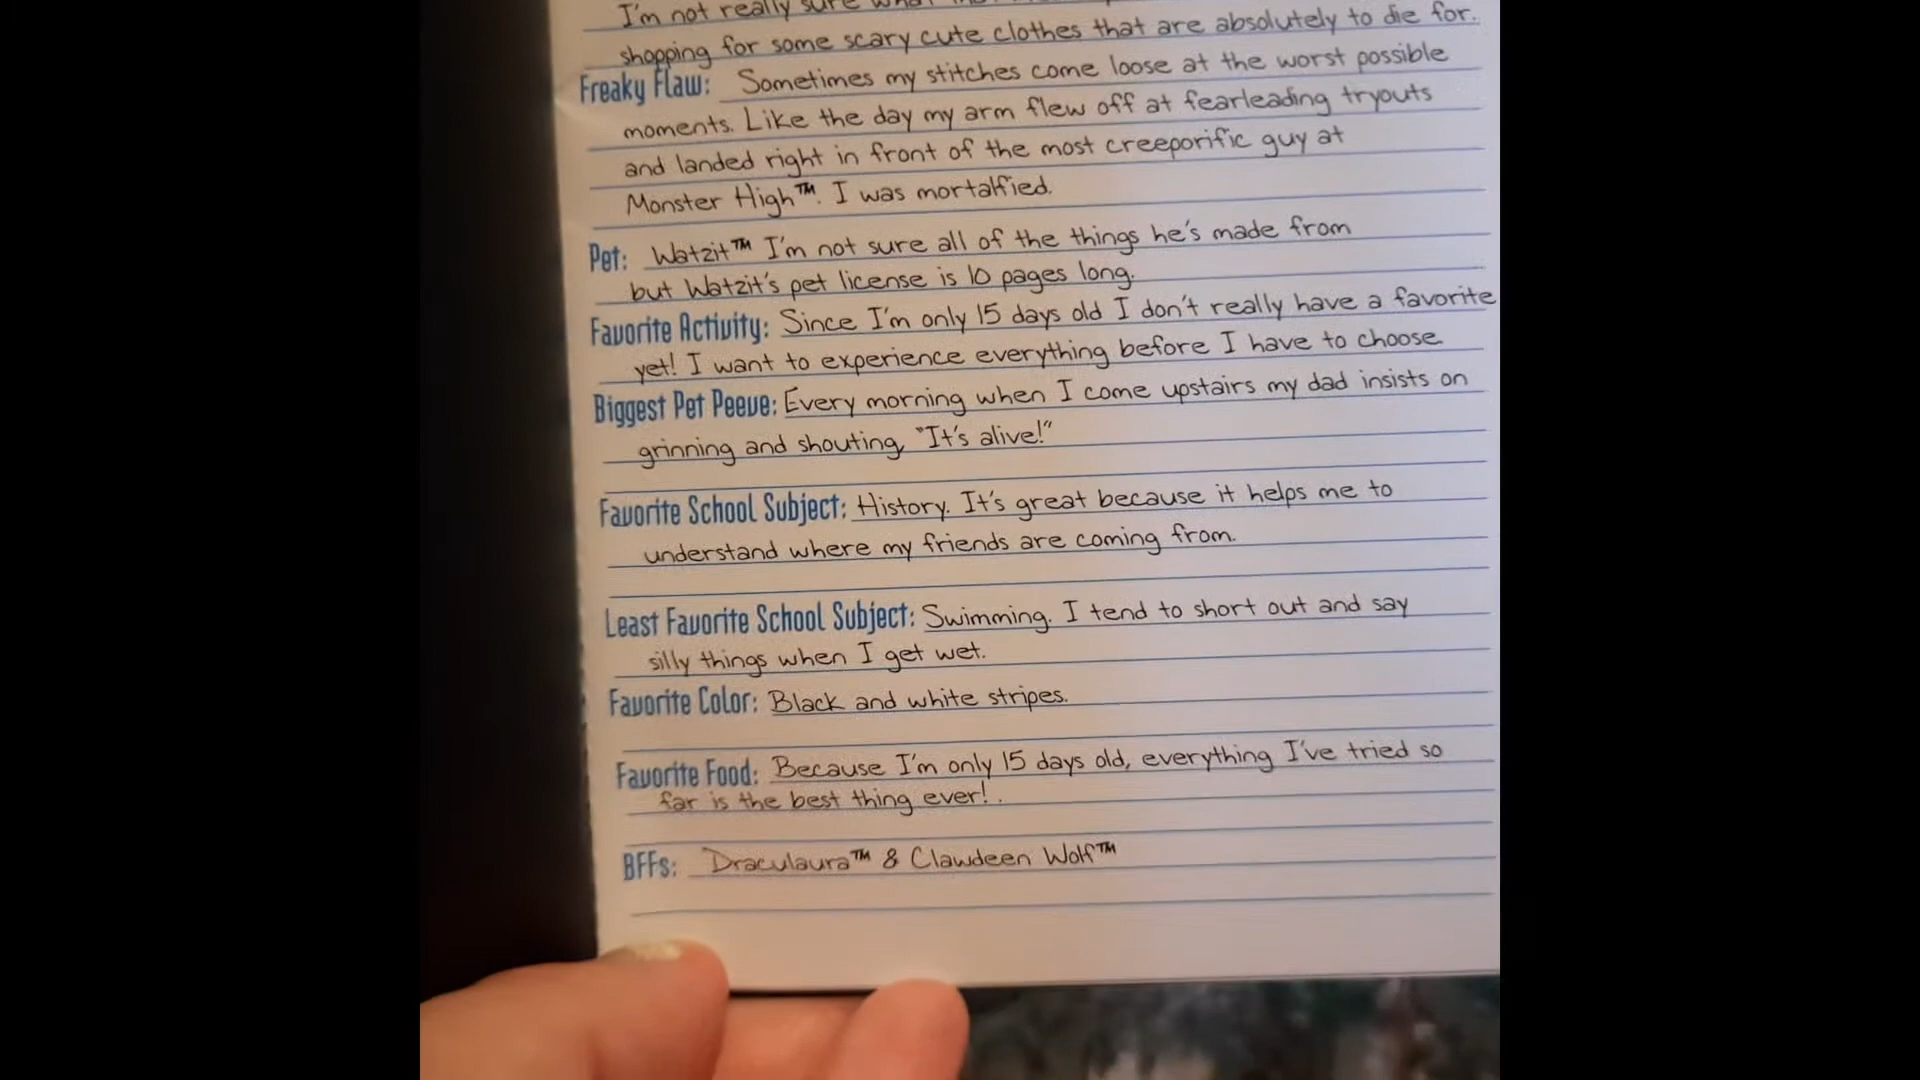 I'm not really sure what
shopping for some scary cute clothes that are absolutely to die for.
Freaky Flaw: Sometimes my stitches come loose at the worst possible
moments. Like the day my arm flew off at fearleading tryouts
and landed right in front of the most creeporific guy at
Monster High™. I was mortalfied.
Pet: Watzit™ I'm not sure all of the things he's made from
but Watzit's pet license is 10 pages long.
Favorite Activity: Since I'm only 15 days old I don't really have a favorite
yet! I want to experience everything before I have to choose.
Biggest Pet Peeve: Every morning when I come upstairs my dad insists on
grinning and shouting, "It's alive!"
Favorite School Subject: History. It's great because it helps me to
understand where my friends are coming from.
Least Favorite School Subject: Swimming. I tend to short out and say
silly things when I get wet.
Favorite Color: Black and white stripes.
Favorite Food: Because I'm only 15 days old, everything I've tried so
far is the best thing ever!.
BFFs: Draculaura™ & Clawdeen Wolf™